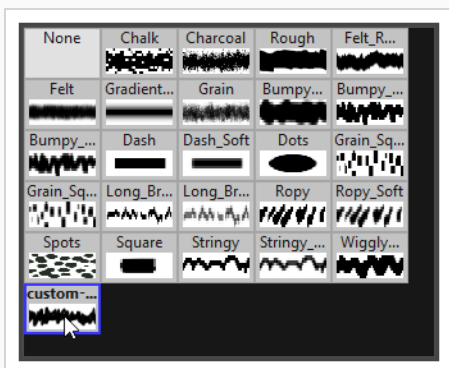 None Chalk Charcoal Rough Felt_R...
Felt Gradient... Grain Bumpy... Bumpy_...
Bumpy_... Dash Dash_Soft Dots Grain_Sq...
Grain_Sq... Long_Br... Long_Br... Ropy Ropy_Soft
Spots Square Stringy Stringy_... Wiggly...
custom-...